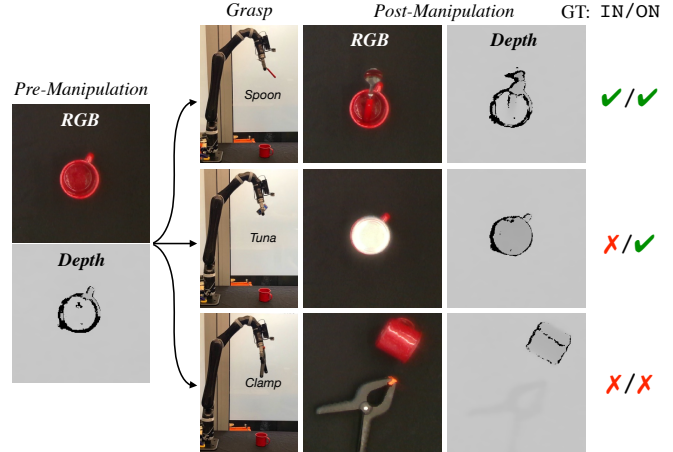 Grasp Post-Manipulation GT: IN/ON
RGB Depth
Spoon
✔/✔
Pre-Manipulation
RGB
Tuna
✗/✔
Depth
Clamp
✗/✗